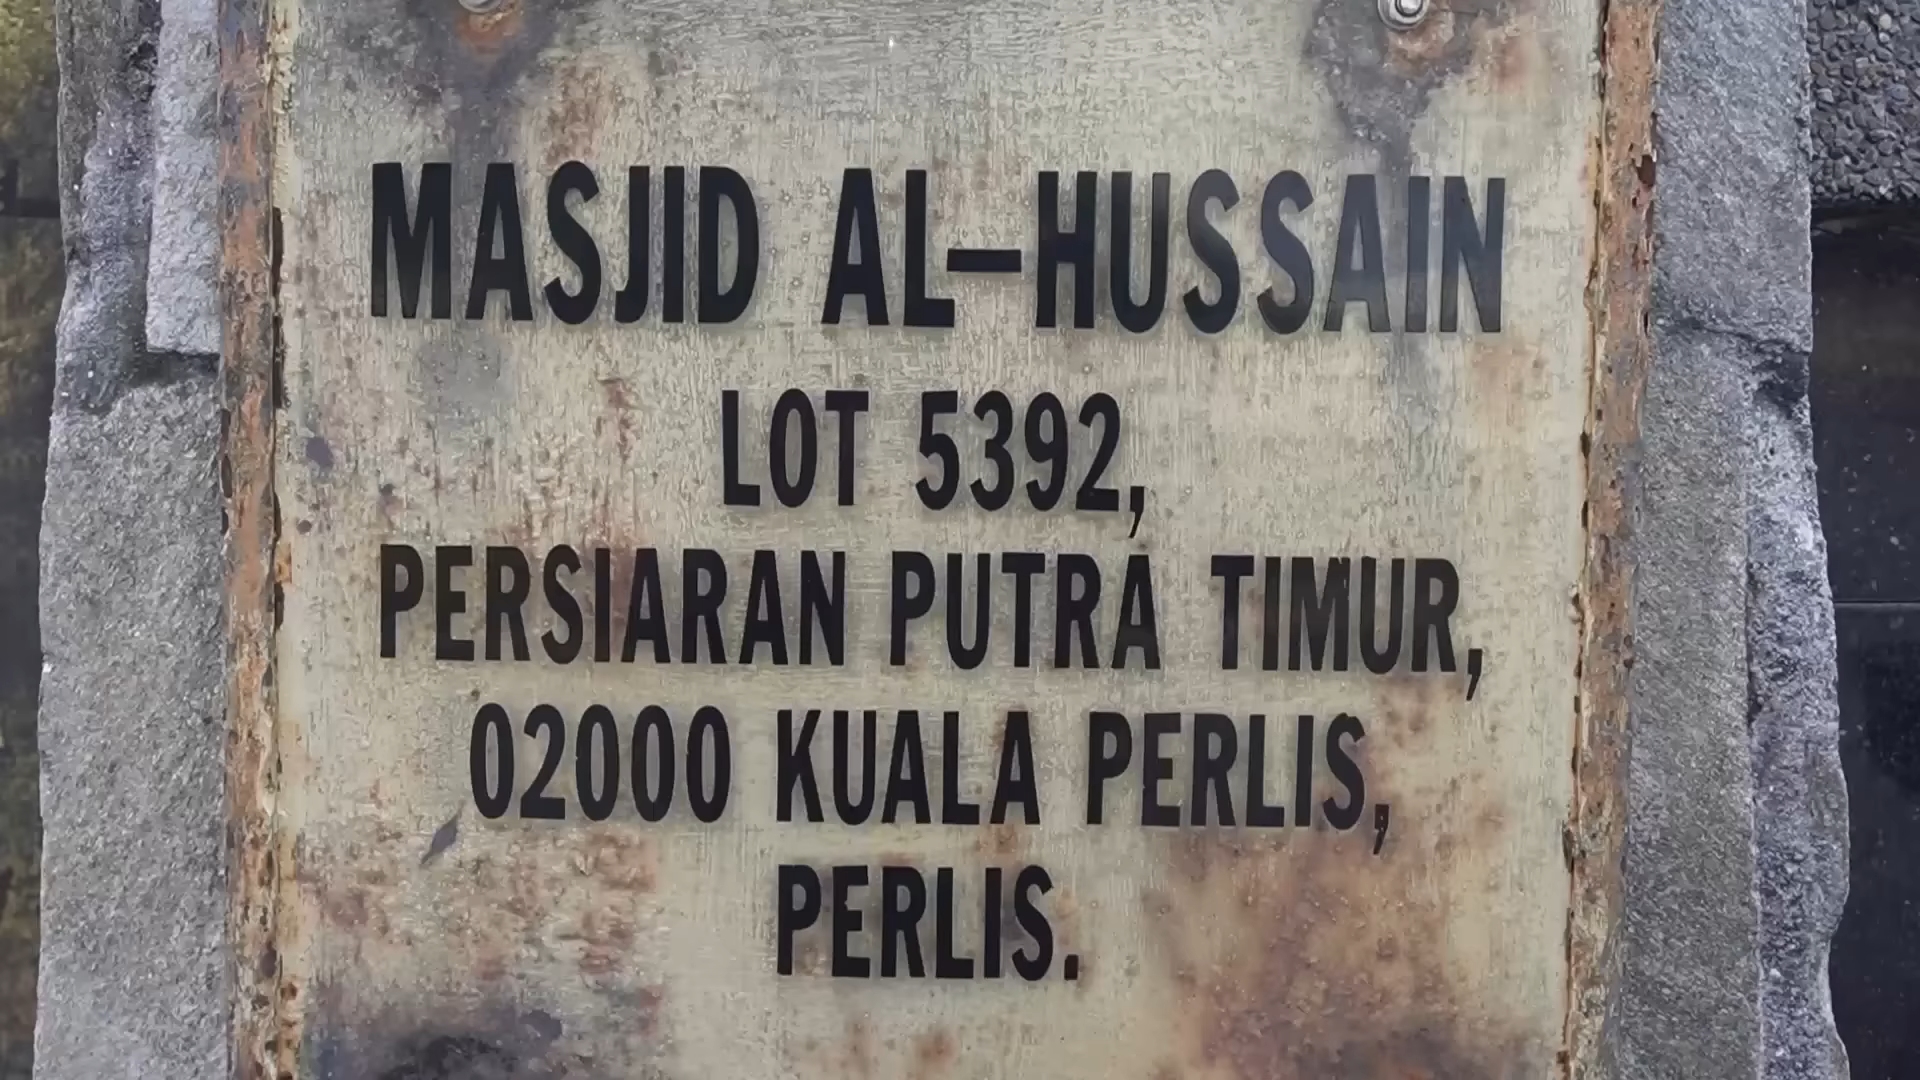 MASJID AL-HUSSAIN
LOT 5392,
PERSIARAN PUTRA TIMUR,
02000 KUALA PERLIS,
PERLIS.